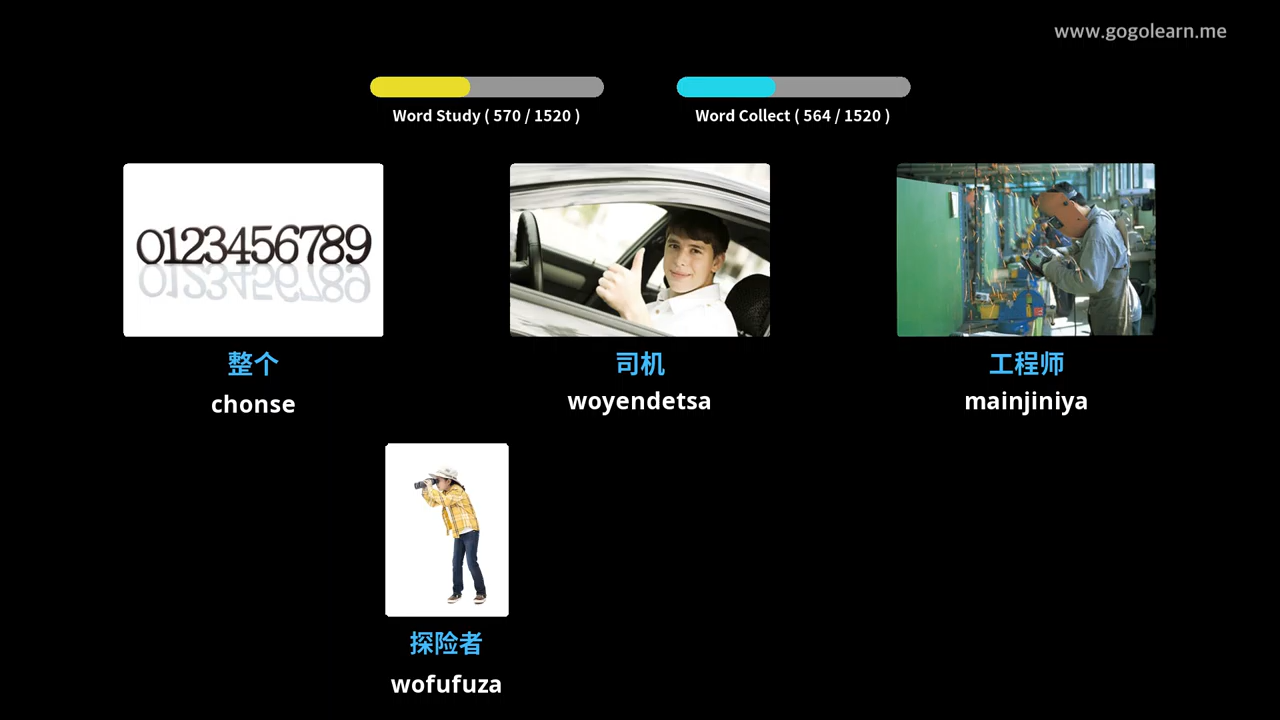 www.gogolearn.me
Word Study ( 570 / 1520 )
Word Collect ( 564 / 1520 )
0123456789
整个
司机
工程师
chonse
woyendetsa
mainjiniya
探险者
wofufuza